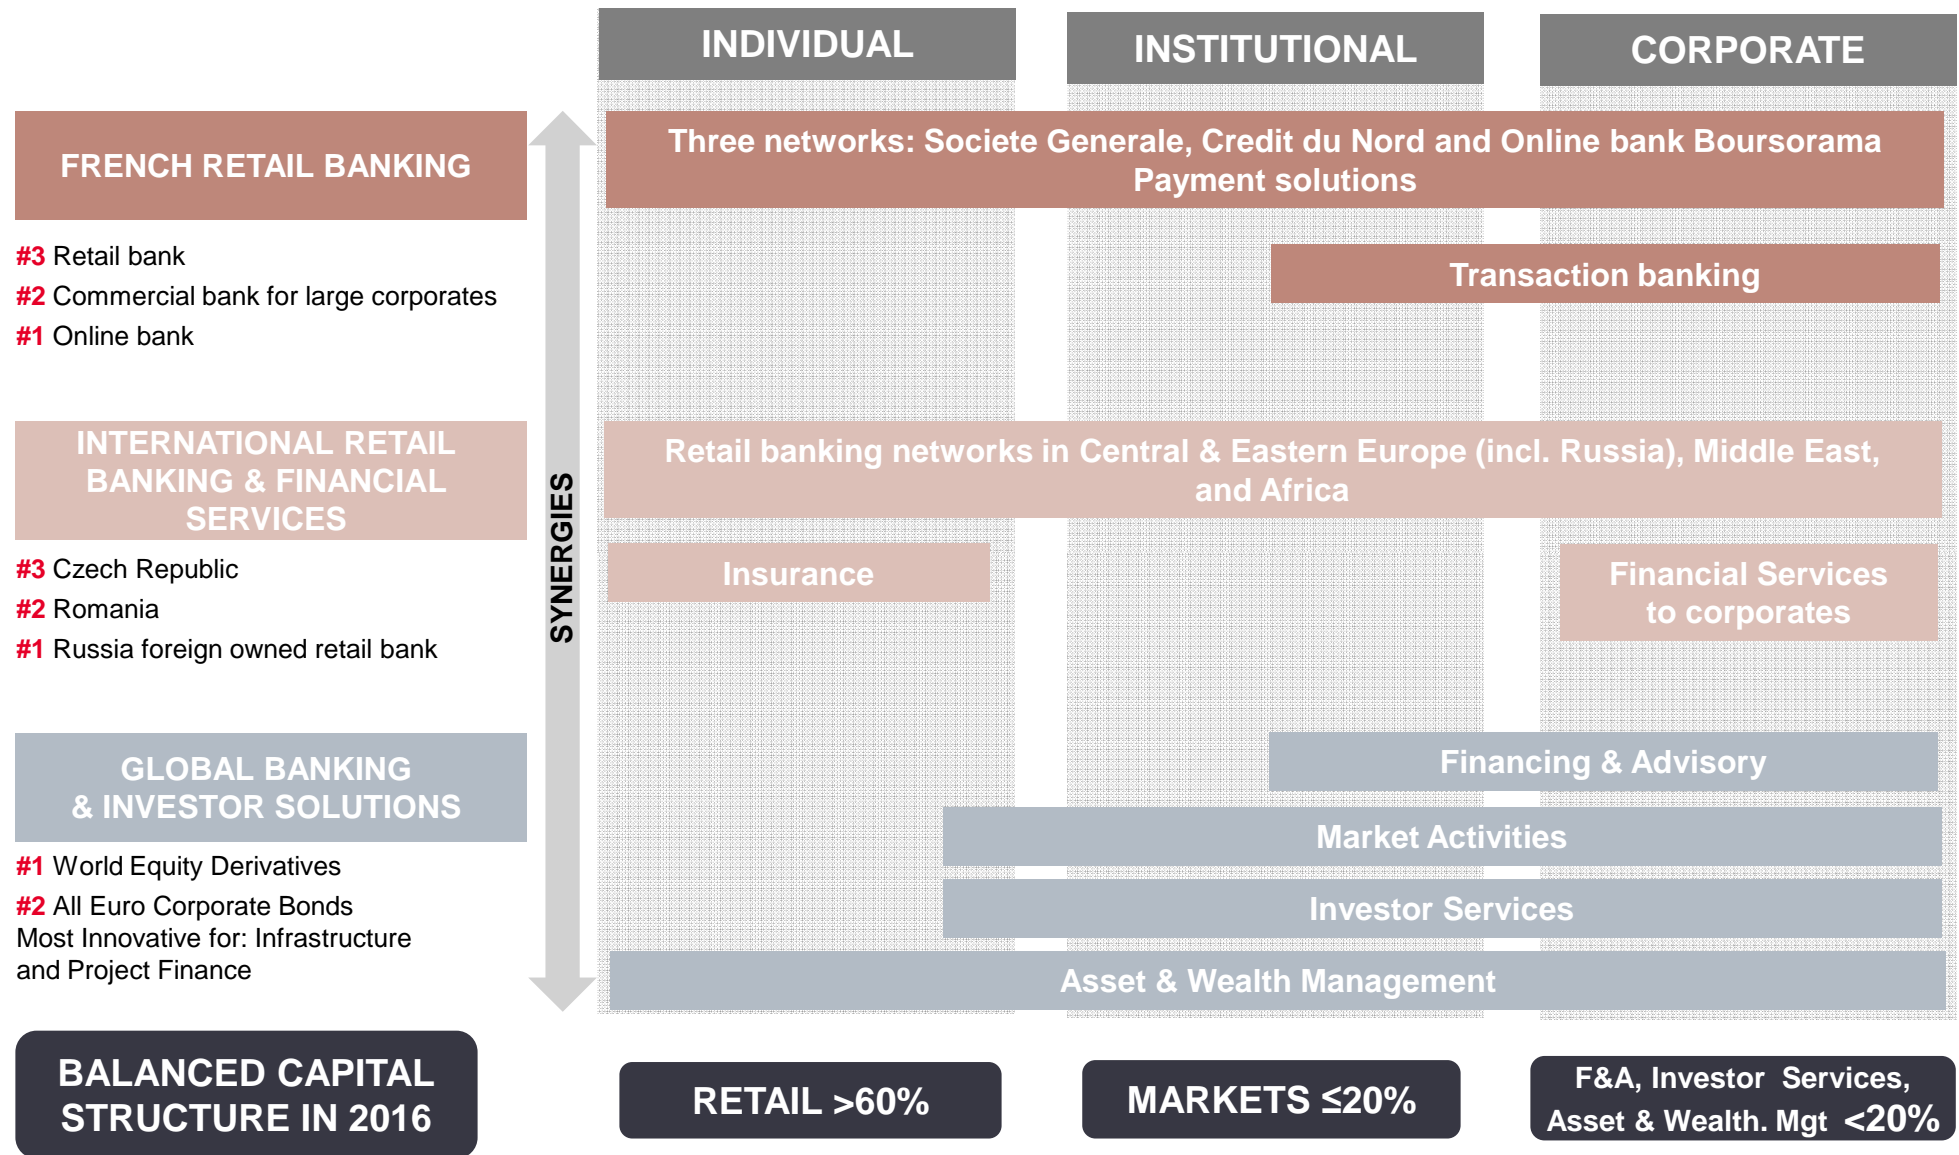 INDIVIDUAL
INSTITUTIONAL
CORPORATE
FRENCH RETAIL BANKING
Three networks: Societe Generale, Credit du Nord and Online bank Boursorama
Payment solutions
#3 Retail bank
#2 Commercial bank for large corporates
#1 Online bank
Transaction banking
INTERNATIONAL RETAIL
BANKING & FINANCIAL
SERVICES
Retail banking networks in Central & Eastern Europe (incl. Russia), Middle East,
and Africa
SYNERGIES
#3 Czech Republic
#2 Romania
#1 Russia foreign owned retail bank
Insurance
Financial Services
to corporates
GLOBAL BANKING
& INVESTOR SOLUTIONS
Financing & Advisory
Market Activities
#1 World Equity Derivatives
#2 All Euro Corporate Bonds
Most Innovative for: Infrastructure
and Project Finance
Investor Services
Asset & Wealth Management
BALANCED CAPITAL
STRUCTURE IN 2016
RETAIL >60%
MARKETS ≤20%
F&A, Investor Services,
Asset & Wealth. Mgt <20%